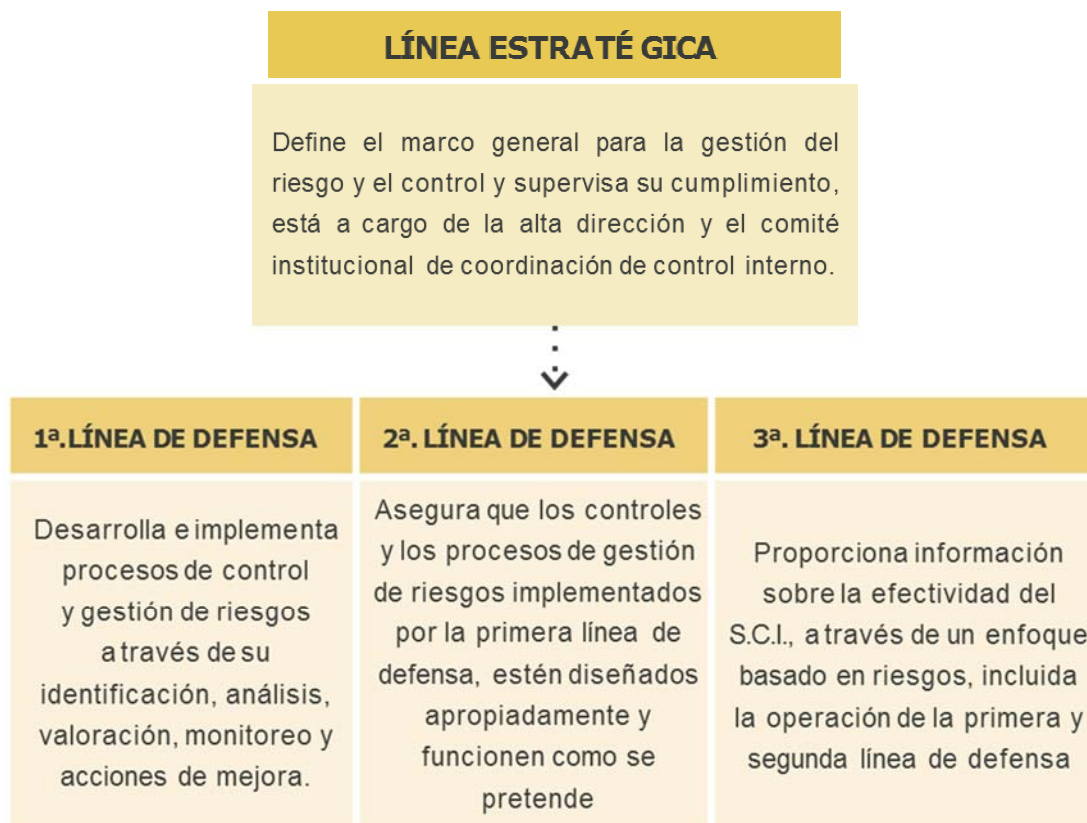 LÍNEA ESTRATÉ GICA
Define el marco general para la gestión del
riesgo y el control y supervisa su cumplimiento,
está a cargo de la alta dirección y el comité
institucional de coordinación de control interno.
1ª.LÍNEA DE DEFENSA
Desarrolla e implementa
procesos de control
y gestión de riesgos
a través de su
identificación, análisis,
valoración, monitoreo y
acciones de mejora.
2ª. LÍNEA DE DEFENSA
Asegura que los controles
y los procesos de gestión
de riesgos implementados
por la primera línea de
defensa, estén diseñados
apropiadamente y
funcionen como se
pretende
3ª. LÍNEA DE DEFENSA
Proporciona información
sobre la efectividad del
S.C.I., a través de un enfoque
basado en riesgos, incluida
la operación de la primera y
segunda línea de defensa